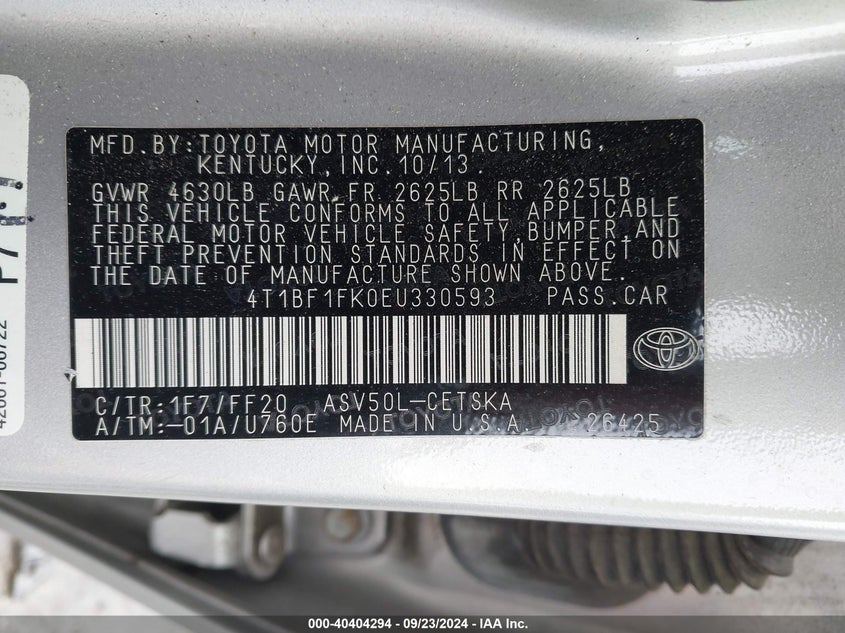 MFD.BY:TOYOTA MOTOR MANUFACTURING,
KENTUCKY,INC.10/13.
GVWR 4630LB GAWR FR 2625LB RR 2625LB
THIS VEHICLE CONFORMS TO ALL APPLICABLE
FEDERAL MOTOR VEHICLE SAFETY,BUMPER,AND
THEFT PREVENTION STANDARDS IN EFFECT ON
THE DATE OF MANUFACTURE SHOWN ABOVE.
4T1BF1FK0EU330593 PASS.CAR
C/TR:1F7/FF20 ASV50L-CETSKA
A/TM:-01A/U760E MADE IN U.S.A. 26425
000-40404294 - 09/23/2024 - IAA Inc.